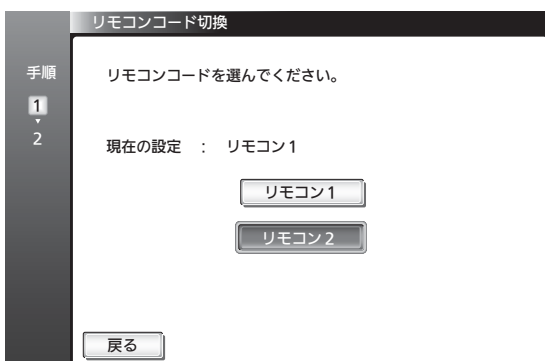 リモコンコード切換
手順
1
2
リモコンコードを選んでください。
現在の設定 : リモコン1
リモコン1
リモコン2
戻る